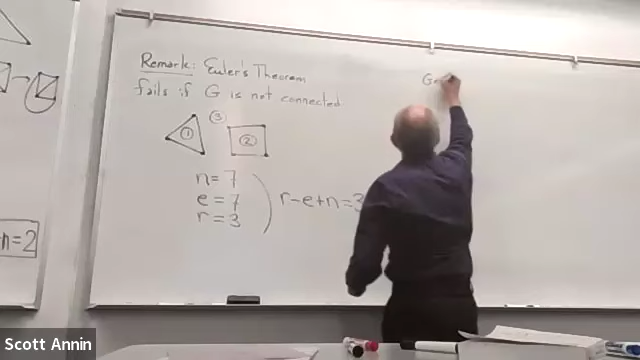 Remark: Euler's Theorem
fails if G is not connected
① ③ ②
n=7
e=7
r=3
r-e+n=3
n=2
Scott Annin